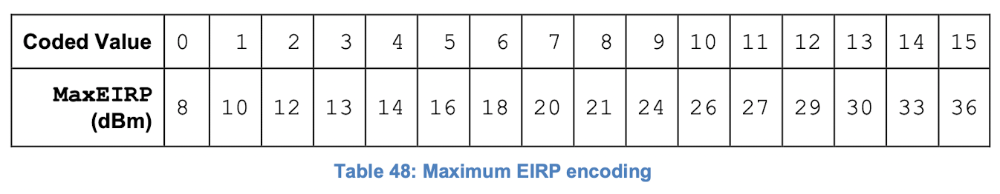 Coded Value 0 1 2 3 4 5 6 7 8 9 10 11 12 13 14 15
MaxEIRP
(dBm) 8 10 12 13 14 16 18 20 21 24 26 27 29 30 33 36
Table 48: Maximum EIRP encoding